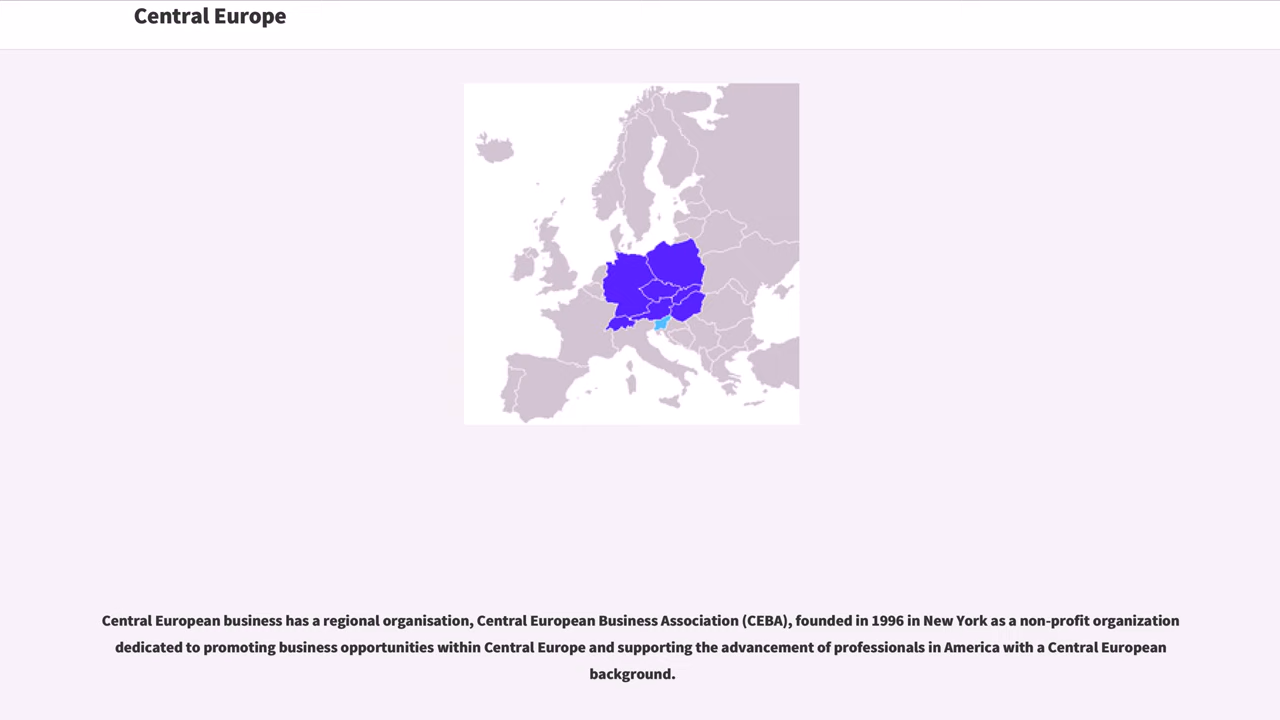 Central Europe
Central European business has a regional organisation, Central European Business Association (CEBA), founded in 1996 in New York as a non-profit organization
dedicated to promoting business opportunities within Central Europe and supporting the advancement of professionals in America with a Central European
background.